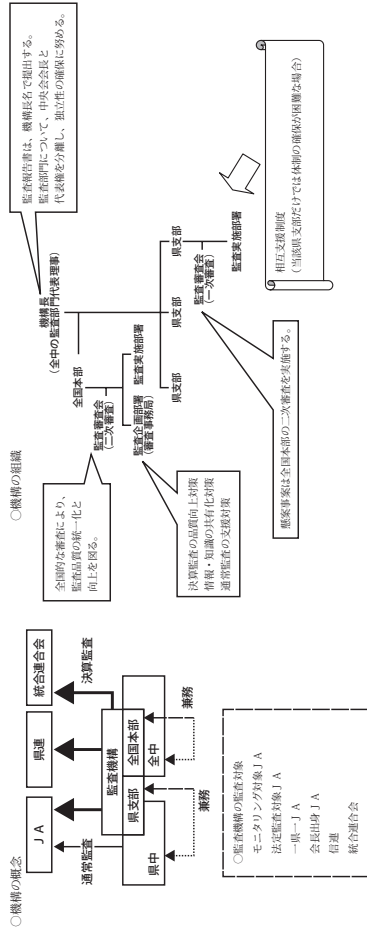 ○機構の概念
JA
県連
統合連合会
通常監査
決算監査
監査機構
県支部
全国本部
県中
全中
兼務
兼務
○監査機構の監査対象
モニタリング対象JA
法定監査対象JA
一県一JA
会長出身JA
信連
統合連合会
○機構の組織
監査報告書は、機構長名で提出する。
監査部門について、中央会会長と
代表権を分離し、独立性の確保に努める。
機構長
(全中の監査部門代表理事)
全国本部
全国的な審査により、
監査品質の統一化と
向上を図る。
監査審査会
(二次審査)
監査企画部署
(審査事務局)
監査実施部署
決算監査の品質向上対策
情報・知識の共有化対策
通常監査の支援対策
県支部
県支部
県支部
監査審査会
(一次審査)
監査実施部署
懸案事案は全国本部の二次審査を実施する。
相互支援制度
(当該県支部だけでは体制の確保が困難な場合)